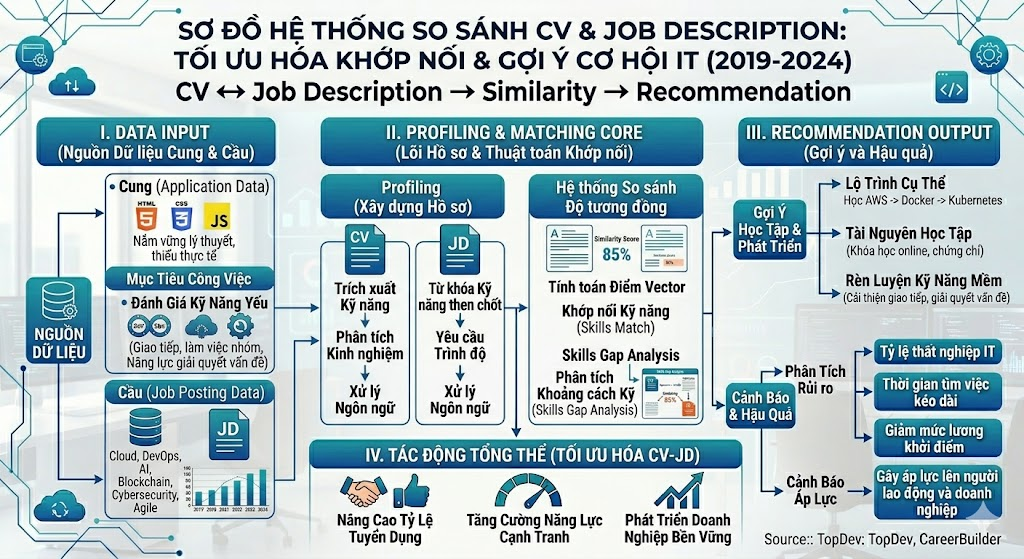 SƠ ĐỒ HỆ THỐNG SO SÁNH CV & JOB DESCRIPTION:
TỐI ƯU HÓA KHỚP NỐI & GỢI Ý CƠ HỘI IT (2019-2024)
CV ↔ Job Description → Similarity → Recommendation
I. DATA INPUT
(Nguồn Dữ liệu Cung & Cầu)
NGUỒN
DỮ LIỆU
• Cung (Application Data)
HTML
5
CSS
3
JS
Nắm vững lý thuyết,
thiếu thực tế
Mục Tiêu Công Việc
• Đánh Giá Kỹ Năng Yếu
(Giao tiếp, làm việc nhóm,
Năng lực giải quyết vấn đề)
Cầu (Job Posting Data)
JD
Cloud, DevOps,
AI,
Blockchain,
Cybersecurity,
Agile
II. PROFILING & MATCHING CORE
(Lõi Hồ sơ & Thuật toán Khớp nối)
Profiling
(Xây dựng Hồ sơ)
CV
Trích xuất
Kỹ năng
Phân tích
Kinh nghiệm
Xử lý
Ngôn ngữ
JD
Từ khóa Kỹ
năng then chốt
Yêu cầu
Trình độ
Xử lý
Ngôn ngữ
Hệ thống So sánh
Độ tương đồng
A
Similarity Score
85%
A
Tính toán Điểm Vector
Khớp nối Kỹ năng
(Skills Match)
Skills Gap Analysis
Phân tích
Khoảng cách Kỹ
(Skills Gap Analysis)
85%
III. RECOMMENDATION OUTPUT
(Gợi ý và Hậu quả)
Gợi Ý
Học Tập &
Phát Triển
Lộ Trình Cụ Thể
Học AWS -> Docker -> Kubernetes
Tài Nguyên Học Tập
(Khóa học online, chứng chỉ)
Rèn Luyện Kỹ Năng Mềm
(Cải thiện giao tiếp, giải quyết vấn đề)
Cảnh Báo
& Hậu Quả
Phân Tích
Rủi ro
Tỷ lệ thất nghiệp IT
Thời gian tìm việc
kéo dài
Giảm mức lương
khởi điểm
Cảnh Báo
Áp Lực
Gây áp lực lên người
lao động và doanh
nghiệp
IV. TÁC ĐỘNG TỔNG THỂ (TỐI ƯU HÓA CV-JD)
Nâng Cao Tỷ Lệ
Tuyển Dụng
Tăng Cường Năng Lực
Cạnh Tranh
Phát Triển Doanh
Nghiệp Bền Vững
Source:: TopDev: TopDev, CareerBuilder